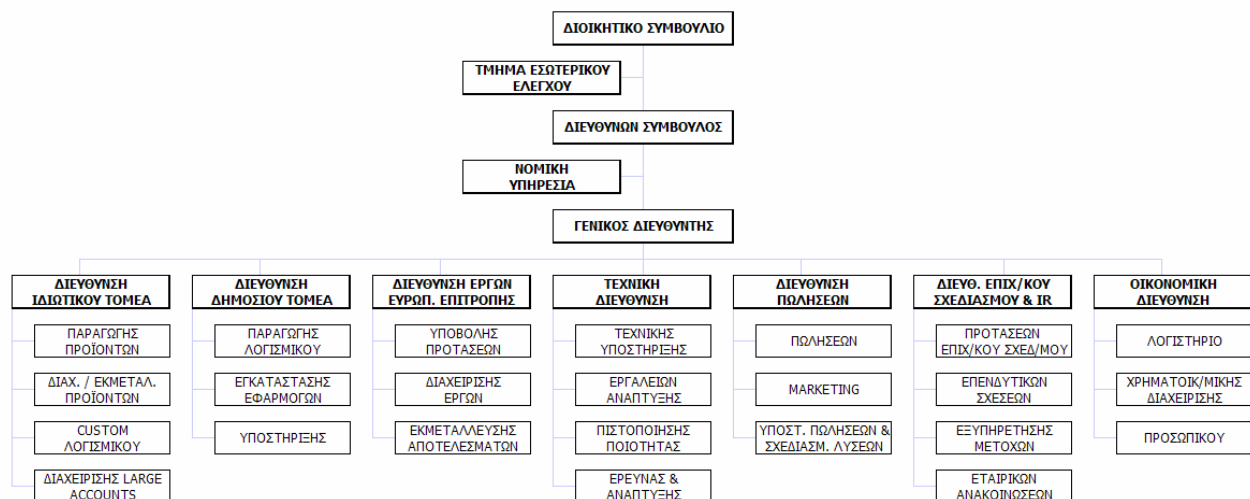 ΔΙΟΙΚΗΤΙΚΟ ΣΥΜΒΟΥΛΙΟ
ΤΜΗΜΑ ΕΣΩΤΕΡΙΚΟΥ
ΕΛΕΓΧΟΥ
ΔΙΕΥΘΥΝΩΝ ΣΥΜΒΟΥΛΟΣ
ΝΟΜΙΚΗ
ΥΠΗΡΕΣΙΑ
ΓΕΝΙΚΟΣ ΔΙΕΥΘΥΝΤΗΣ
ΔΙΕΥΘΥΝΣΗ
ΙΔΙΩΤΙΚΟΥ ΤΟΜΕΑ
ΠΑΡΑΓΩΓΗΣ
ΠΡΟΪΟΝΤΩΝ
ΔΙΑΧ. / ΕΚΜΕΤΑΛ.
ΠΡΟΪΟΝΤΩΝ
CUSTOM
ΛΟΓΙΣΜΙΚΟΥ
ΔΙΑΧΕΙΡΙΣΗΣ LARGE
ACCOUNTS
ΔΙΕΥΘΥΝΣΗ
ΔΗΜΟΣΙΟΥ ΤΟΜΕΑ
ΠΑΡΑΓΩΓΗΣ
ΛΟΓΙΣΜΙΚΟΥ
ΕΓΚΑΤΑΣΤΑΣΗΣ
ΕΦΑΡΜΟΓΩΝ
ΥΠΟΣΤΗΡΙΞΗΣ
ΔΙΕΥΘΥΝΣΗ ΕΡΓΩΝ
ΕΥΡΩΠ. ΕΠΙΤΡΟΠΗΣ
ΥΠΟΒΟΛΗΣ
ΠΡΟΤΑΣΕΩΝ
ΔΙΑΧΕΙΡΙΣΗΣ
ΕΡΓΩΝ
ΕΚΜΕΤΑΛΛΕΥΣΗΣ
ΑΠΟΤΕΛΕΣΜΑΤΩΝ
ΤΕΧΝΙΚΗ
ΔΙΕΥΘΥΝΣΗ
ΤΕΧΝΙΚΗΣ
ΥΠΟΣΤΗΡΙΞΗΣ
ΕΡΓΑΛΕΙΩΝ
ΑΝΑΠΤΥΞΗΣ
ΠΙΣΤΟΠΟΙΗΣΗΣ
ΠΟΙΟΤΗΤΑΣ
ΕΡΕΥΝΑΣ &
ΑΝΑΠΤΥΞΗΣ
ΔΙΕΥΘΥΝΣΗ
ΠΩΛΗΣΕΩΝ
ΠΩΛΗΣΕΩΝ
MARKETING
ΥΠΟΣΤ. ΠΩΛΗΣΕΩΝ &
ΣΧΕΔΙΑΣΜ. ΛΥΣΕΩΝ
ΔΙΕΥΘ. ΕΠΙΧ/ΚΟΥ
ΣΧΕΔΙΑΣΜΟΥ & IR
ΠΡΟΤΑΣΕΩΝ
ΕΠΙΧ/ΚΟΥ ΣΧΕΔ/ΜΟΥ
ΕΠΕΝΔΥΤΙΚΩΝ
ΣΧΕΣΕΩΝ
ΕΞΥΠΗΡΕΤΗΣΗΣ
ΜΕΤΟΧΩΝ
ΕΤΑΙΡΙΚΩΝ
ΑΝΑΚΟΙΝΩΣΕΩΝ
ΟΙΚΟΝΟΜΙΚΗ
ΔΙΕΥΘΥΝΣΗ
ΛΟΓΙΣΤΗΡΙΟ
ΧΡΗΜΑΤΟΙΚ/ΜΙΚΗΣ
ΔΙΑΧΕΙΡΙΣΗΣ
ΠΡΟΣΩΠΙΚΟΥ